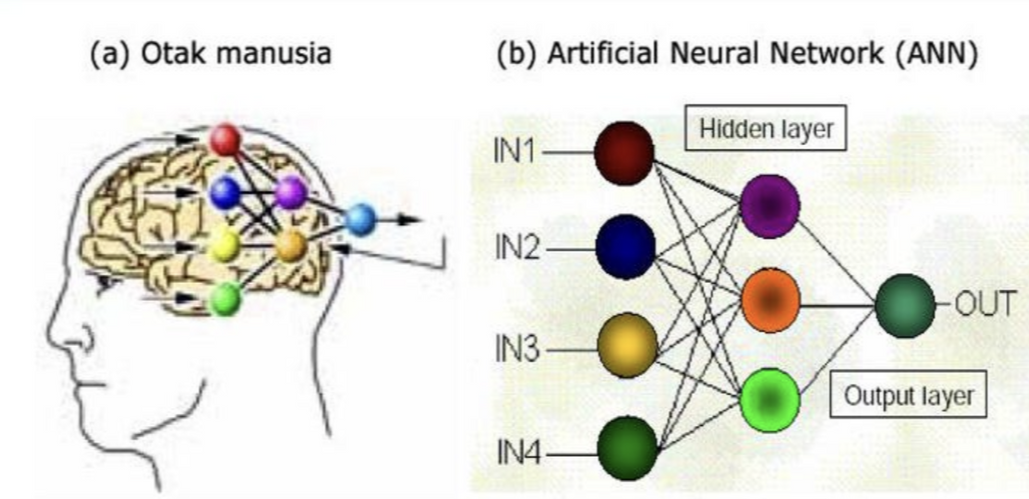 (a) Otak manusia
(b) Artificial Neural Network (ANN)
Hidden layer
IN1
IN2
IN3
IN4
OUT
Output layer